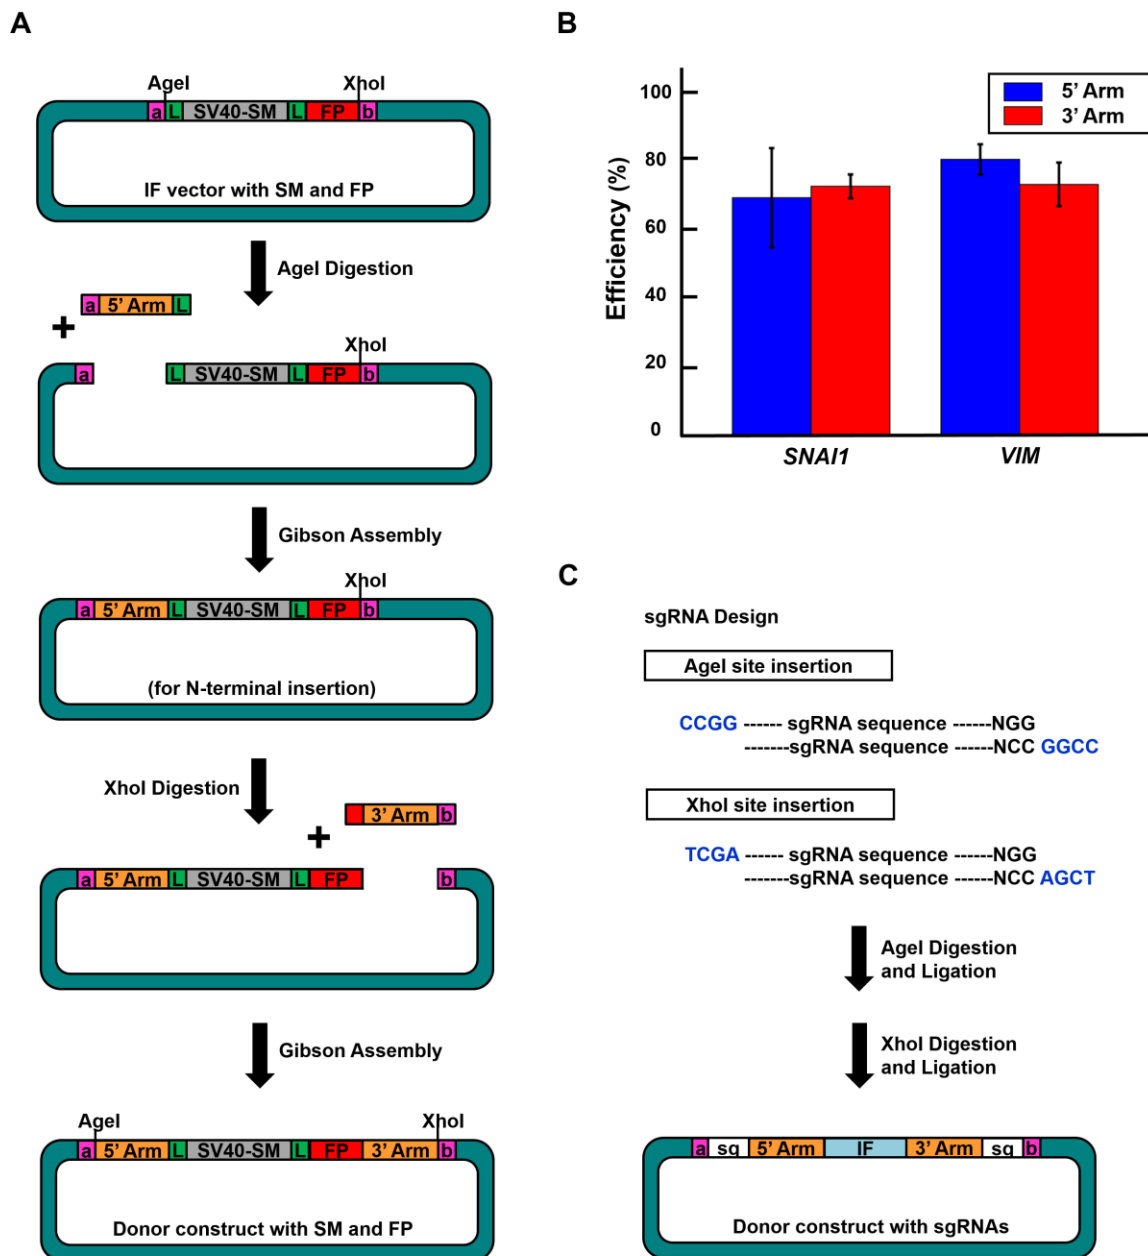 A
AgeI
XhoI
a L SV40-SM L FP b
IF vector with SM and FP
AgeI Digestion
a 5' Arm L
+
XhoI
a L SV40-SM L FP b
Gibson Assembly
XhoI
a 5' Arm L SV40-SM L FP b
(for N-terminal insertion)
XhoI Digestion
3' Arm b
+
a 5' Arm L SV40-SM L FP b
Gibson Assembly
AgeI
XhoI
a 5' Arm L SV40-SM L FP 3' Arm b
Donor construct with SM and FP
B
5' Arm
3' Arm
Efficiency (%)
100
80
60
40
20
0
SNAI1
VIM
C
sgRNA Design
AgeI site insertion
CCGG ------ sgRNA sequence ------NGG
-------sgRNA sequence ------NCC GGCC
XhoI site insertion
TCGA ------ sgRNA sequence ------NGG
-------sgRNA sequence ------NCC AGCT
AgeI Digestion
and Ligation
XhoI Digestion
and Ligation
a sg 5' Arm IF 3' Arm sg b
Donor construct with sgRNAs